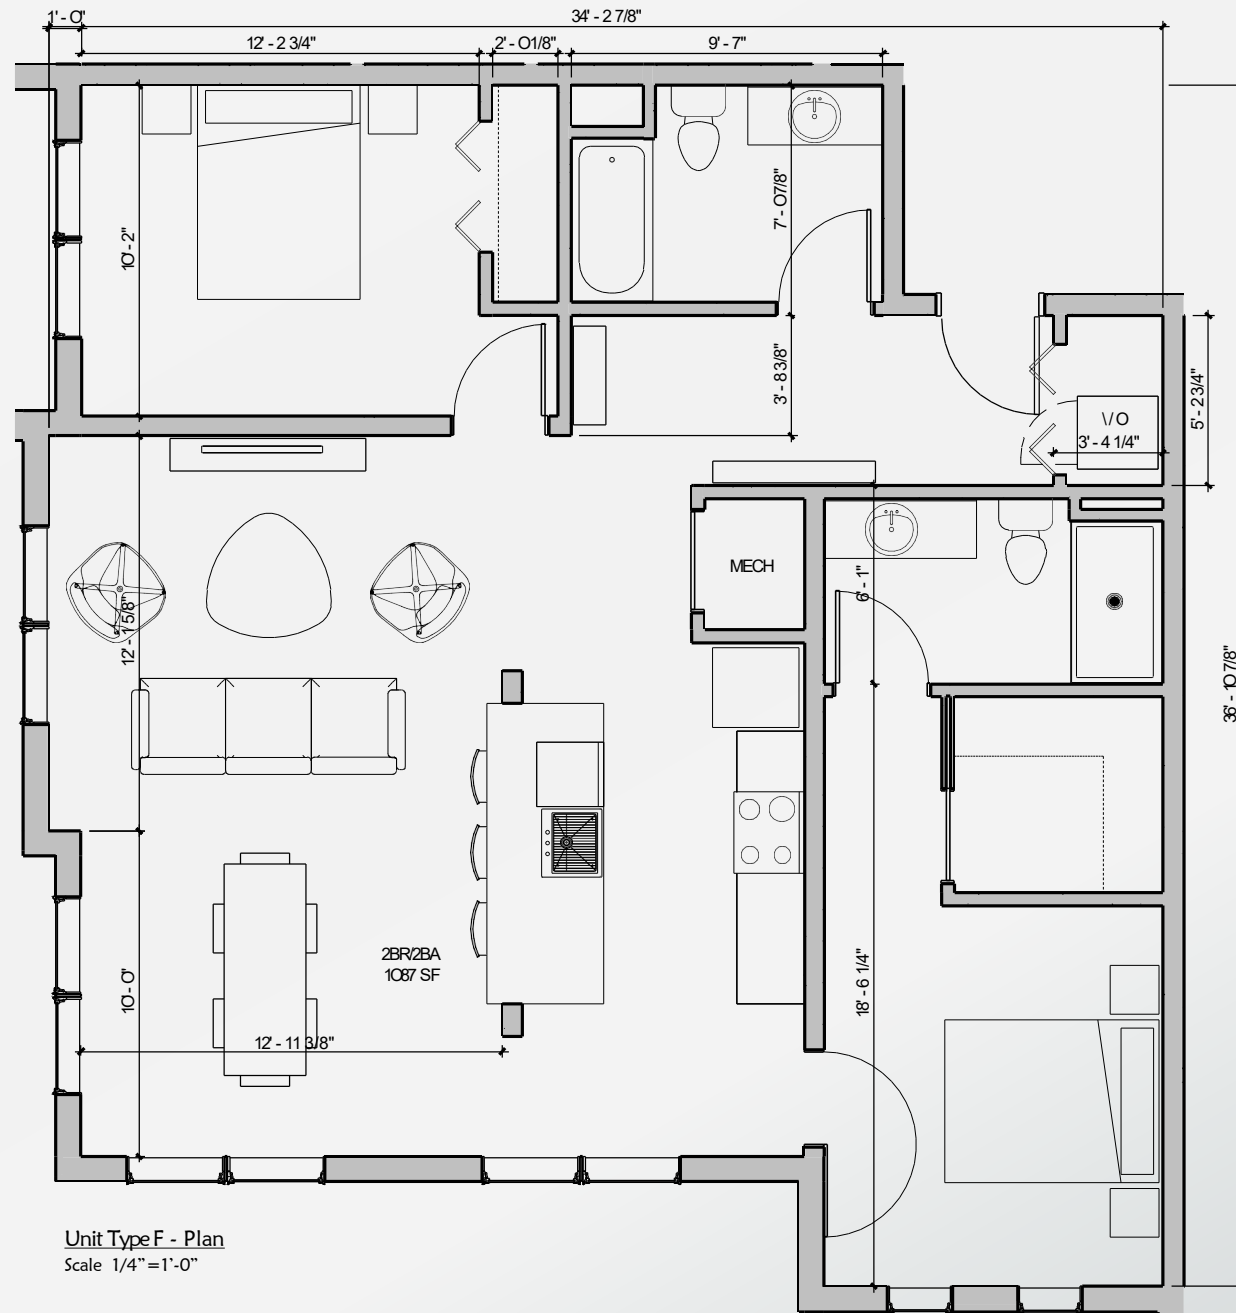 1' - 0"
34' - 2 7/8"
12' - 2 3/4"
2' - 0 1/8"
9' - 7"
10' - 2"
7' - 0 7/8"
3' - 8 3/8"
5' - 2 3/4"
\/O
3' - 4 1/4"
MECH
6' - 1"
12' - 1 5/8"
36' - 10 7/8"
2BR/2BA
1087 SF
18' - 6 1/4"
10' - 0"
12' - 11 3/8"
Unit Type F - Plan
Scale 1/4" = 1'-0"